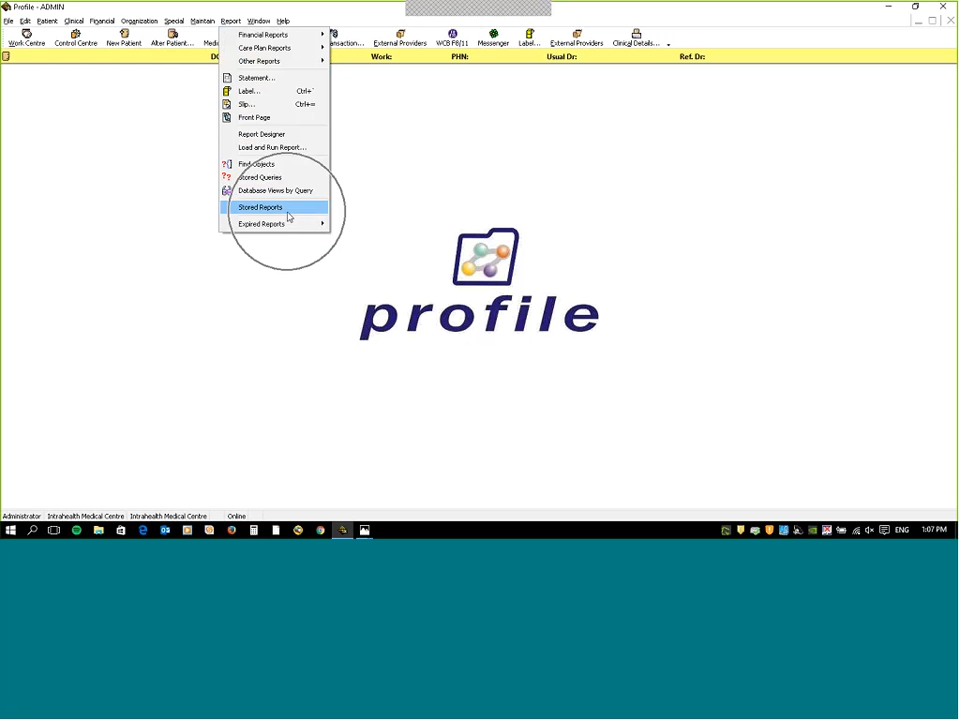 Profile - ADMIN
File Edit Patient Clinical Financial Organization Special Maintain Report Window Help
Work Centre Control Centre New Patient Alter Patient... ansaction... External Providers WCB F8/11 Messenger Label... External Providers Clinical Details...
Work: PHN: Usual Dr: Ref. Dr:
Financial Reports
Care Plan Reports
Other Reports
Statement...
Label... Ctrl+`
Slip... Ctrl+=
Front Page
Report Designer
Load and Run Report...
Find Objects
Stored Queries
Database Views by Query
Stored Reports
Expired Reports
profile
Administrator Intrahealth Medical Centre Intrahealth Medical Centre Online
ENG 1:07 PM